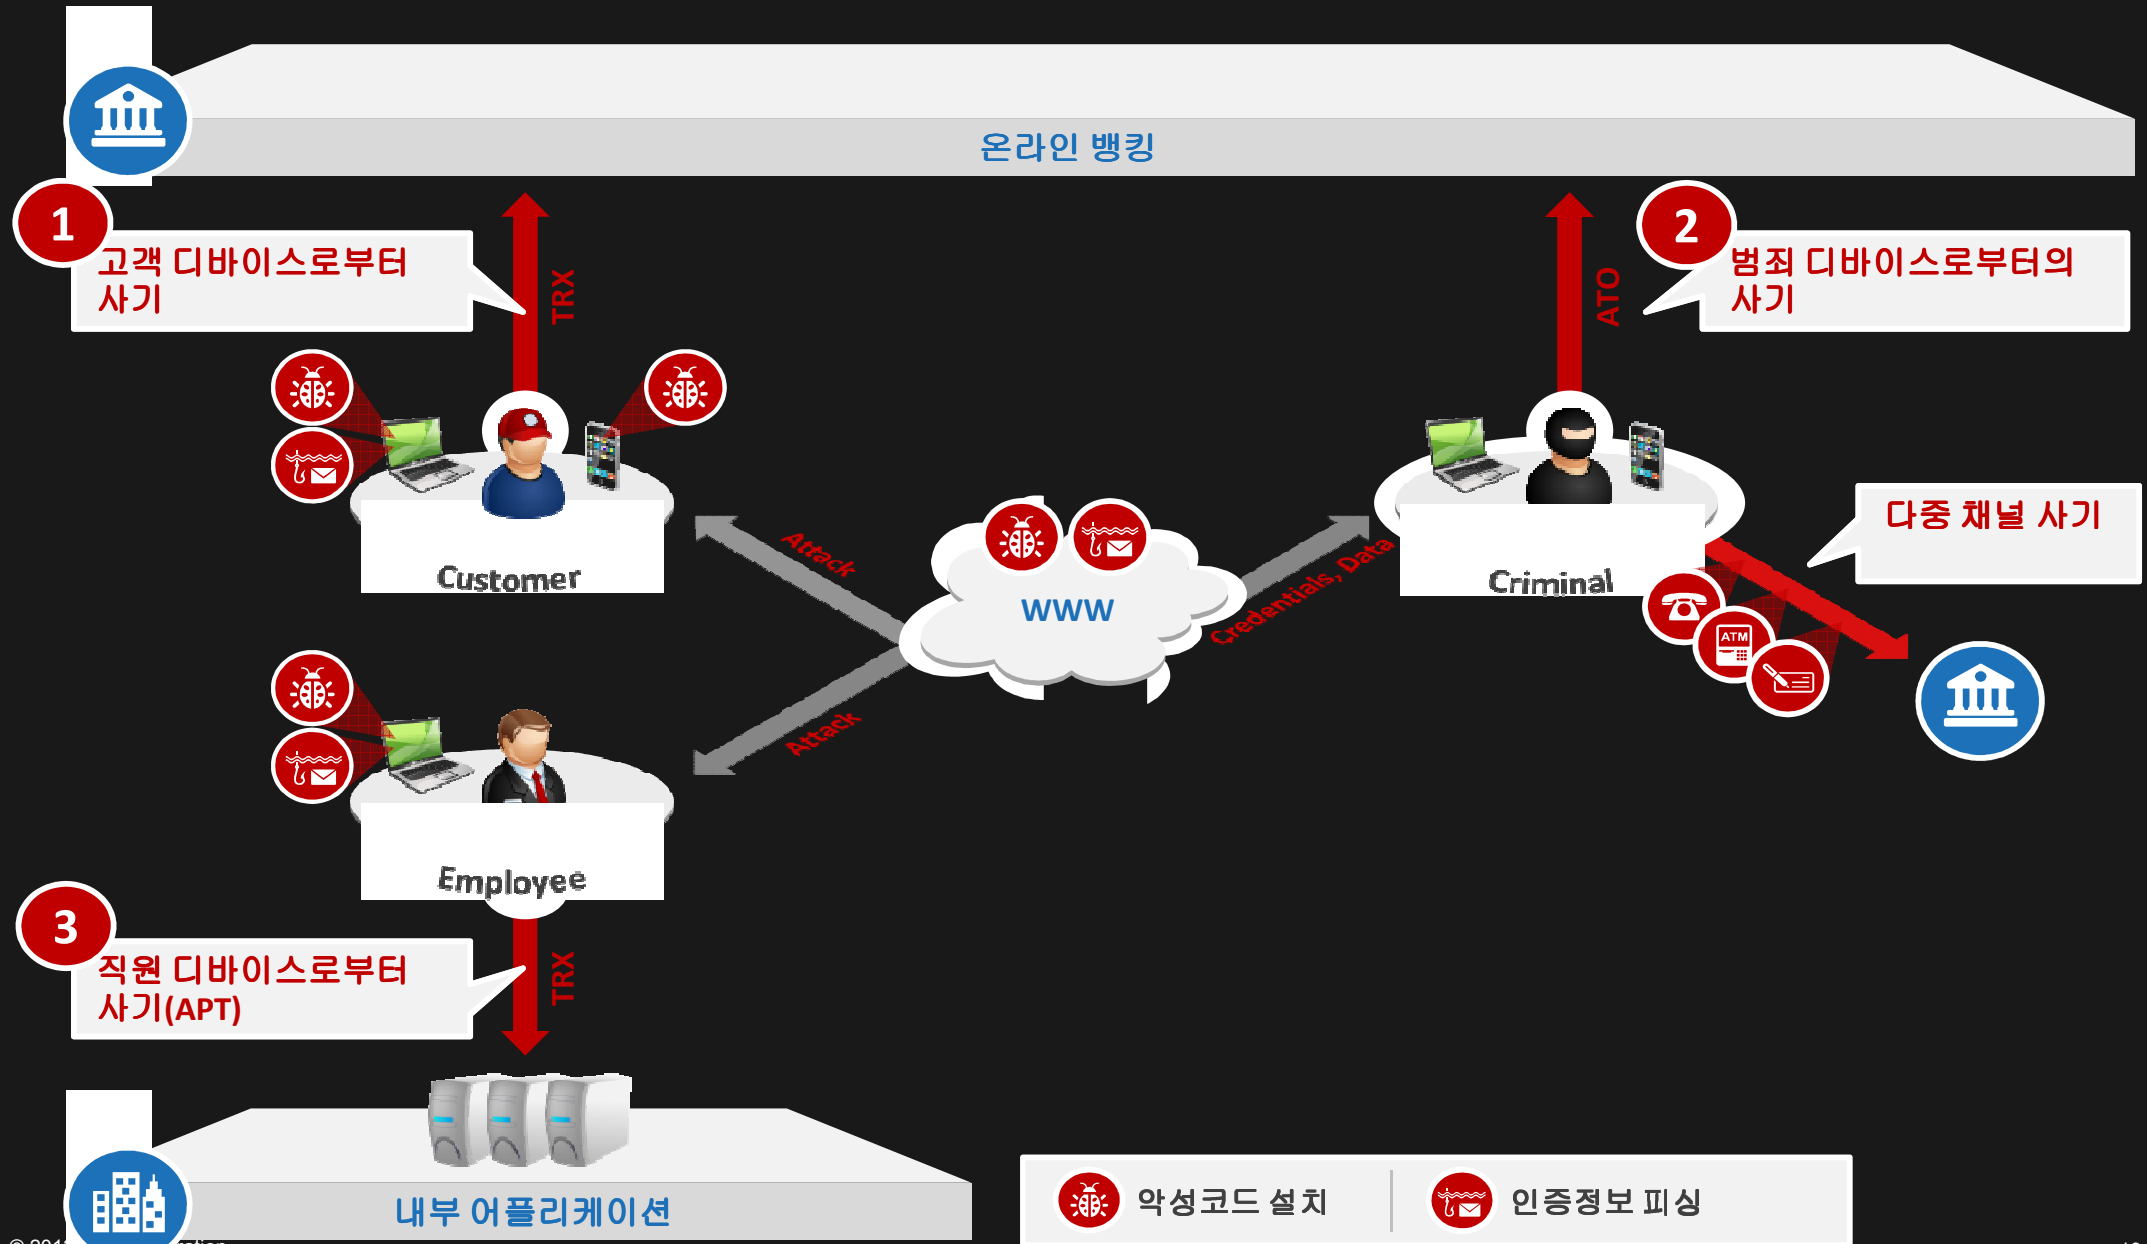 온라인 뱅킹
1
고객 디바이스로부터
사기
TRX
2
범죄 디바이스로부터의
사기
ATO
다중 채널 사기
Customer
Attack
WWW
Credentials, Data
Criminal
ATM
Attack
Employee
3
직원 디바이스로부터
사기(APT)
TRX
내부 어플리케이션
악성코드 설치
인증정보 피싱